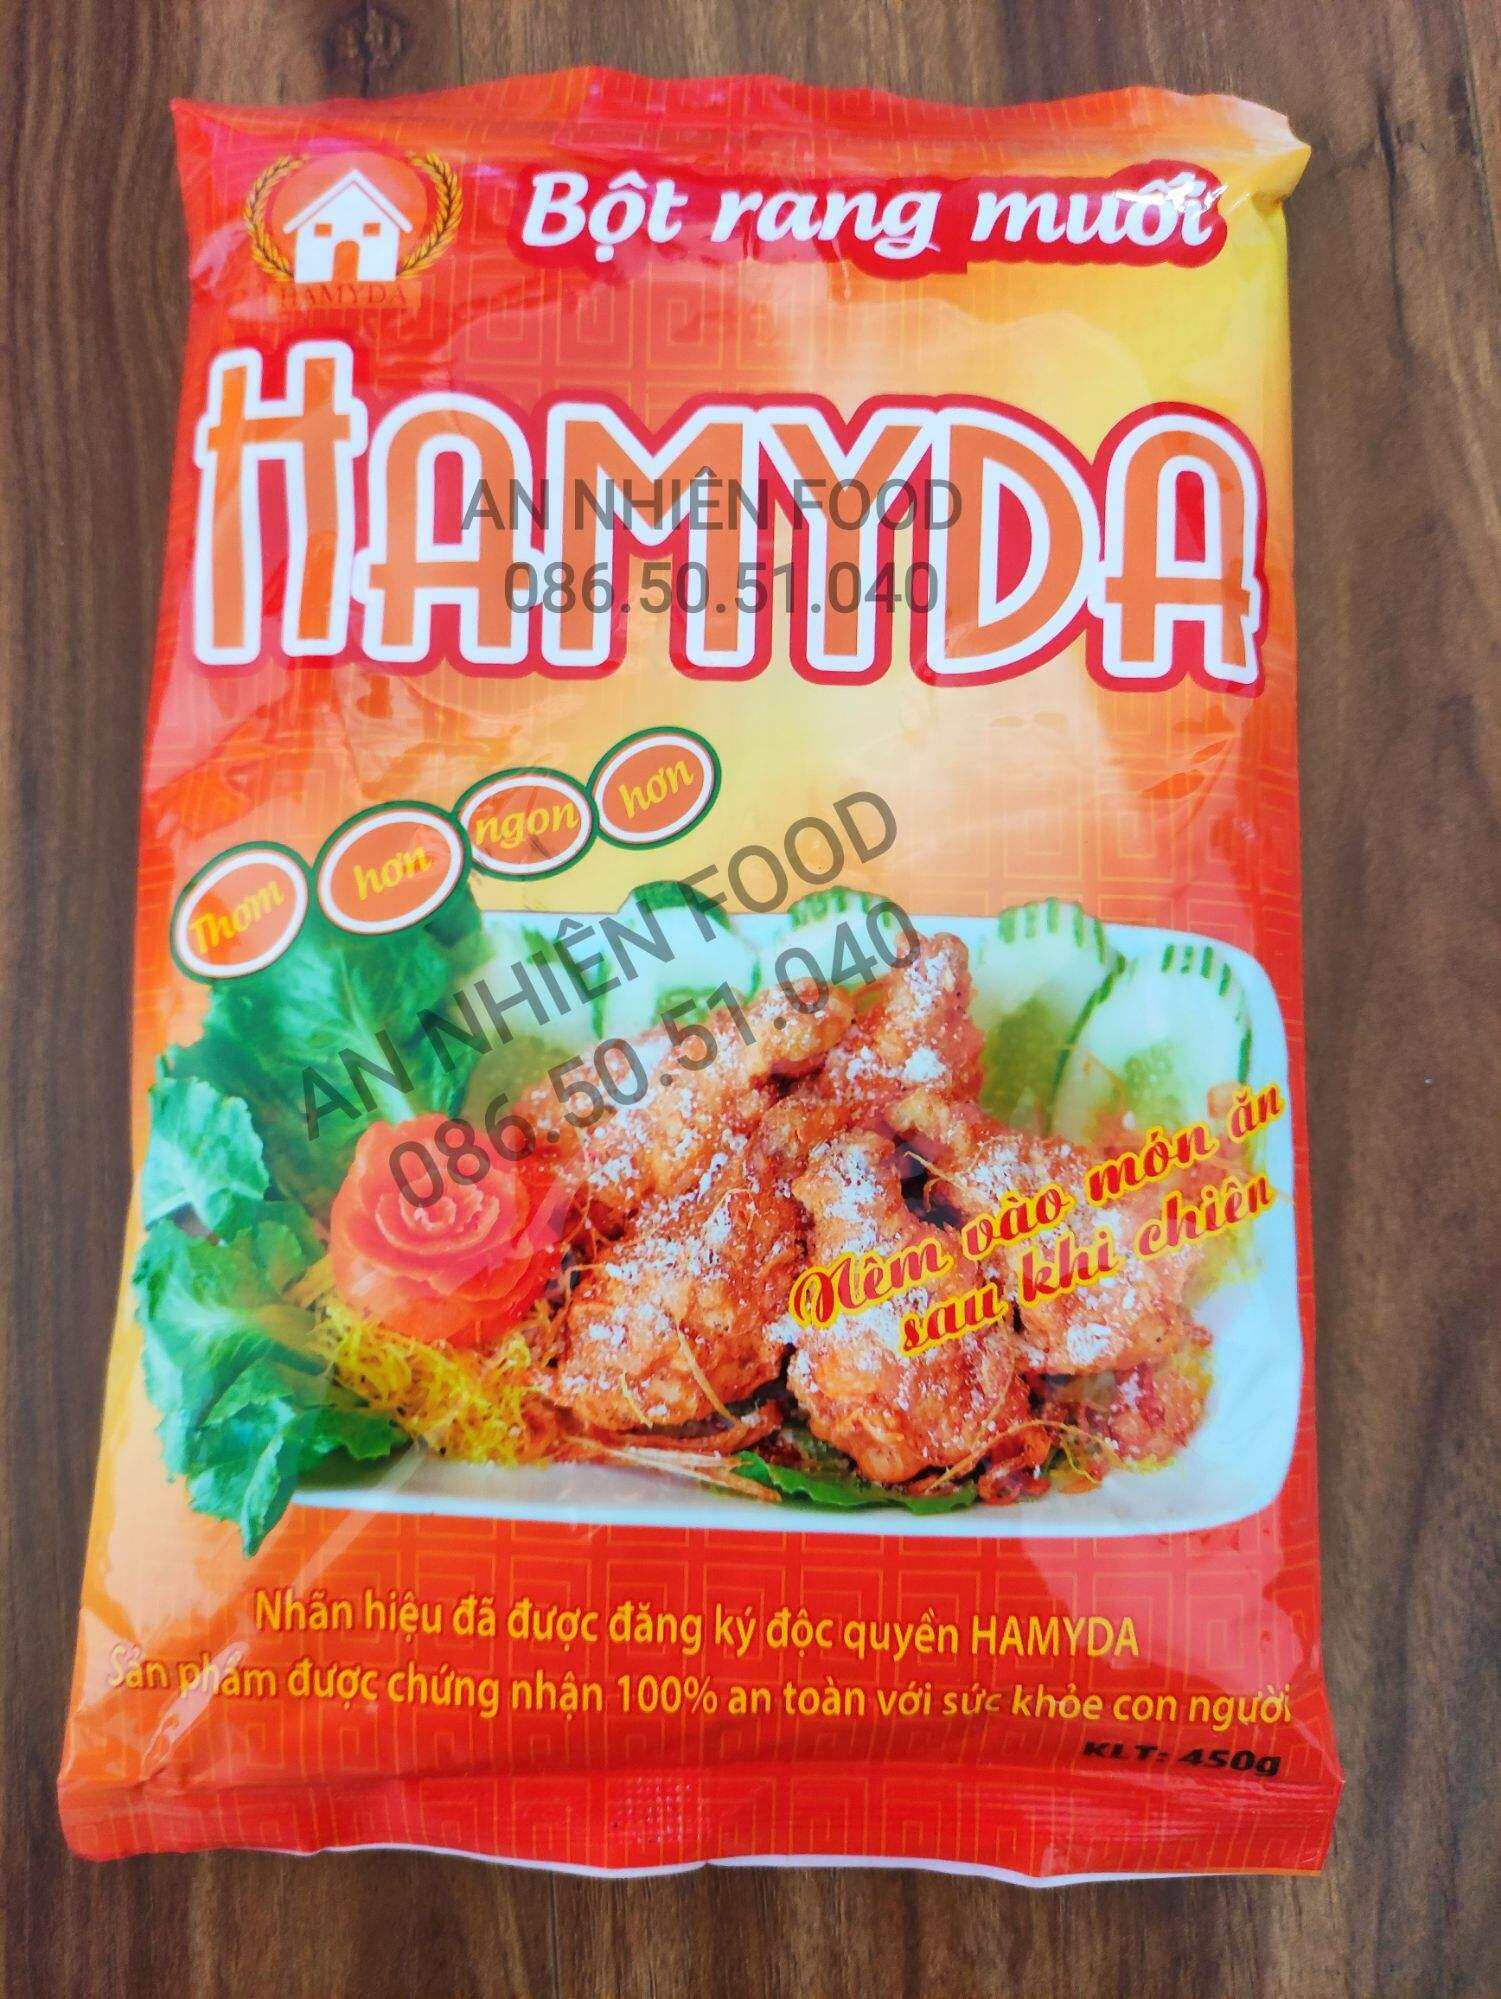 HAMYDA
Bột rang muối
HAMYDA
AN NHIÊN FOOD
086.50.51.040
Thơm hơn ngon hơn
AN NHIÊN FOOD
086.50.51.040
Nêm vào món ăn
sau khi chiên
Nhãn hiệu đã được đăng ký độc quyền HAMYDA
Sản phẩm được chứng nhận 100% an toàn với sức khỏe con người
KLT: 450g